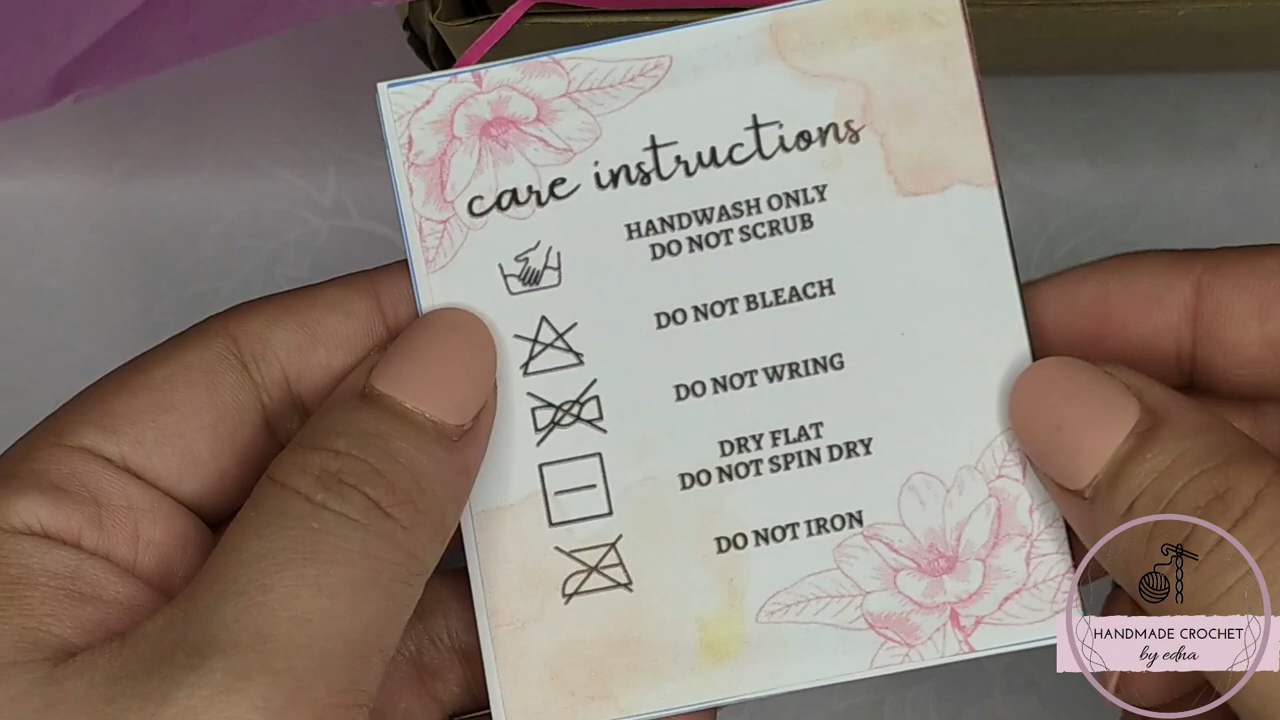 care instructions
HANDWASH ONLY
DO NOT SCRUB
DO NOT BLEACH
DO NOT WRING
DRY FLAT
DO NOT SPIN DRY
DO NOT IRON
HANDMADE CROCHET
by edna